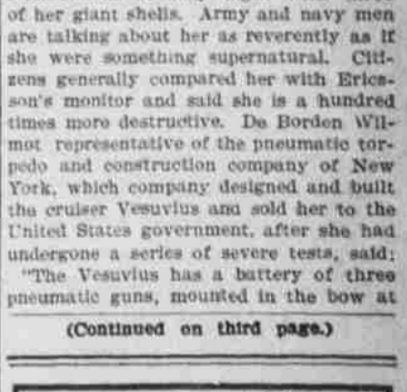 of her giant shells. Army and navy men
are talking about her as reverently as if
she were something supernatural. Citi-
zens generally compared her with Erics-
son's monitor and said she is a hundred
times more destructive. De Borden Wil-
mot representative of the pneumatic tor-
pedo and construction company of New
York, which company designed and built
the cruiser Vesuvius and sold her to the
United States government, after she had
undergone a series of severe tests, said:
"The Vesuvius has a battery of three
pneumatic guns, mounted in the bow at
(Continued on third page.)